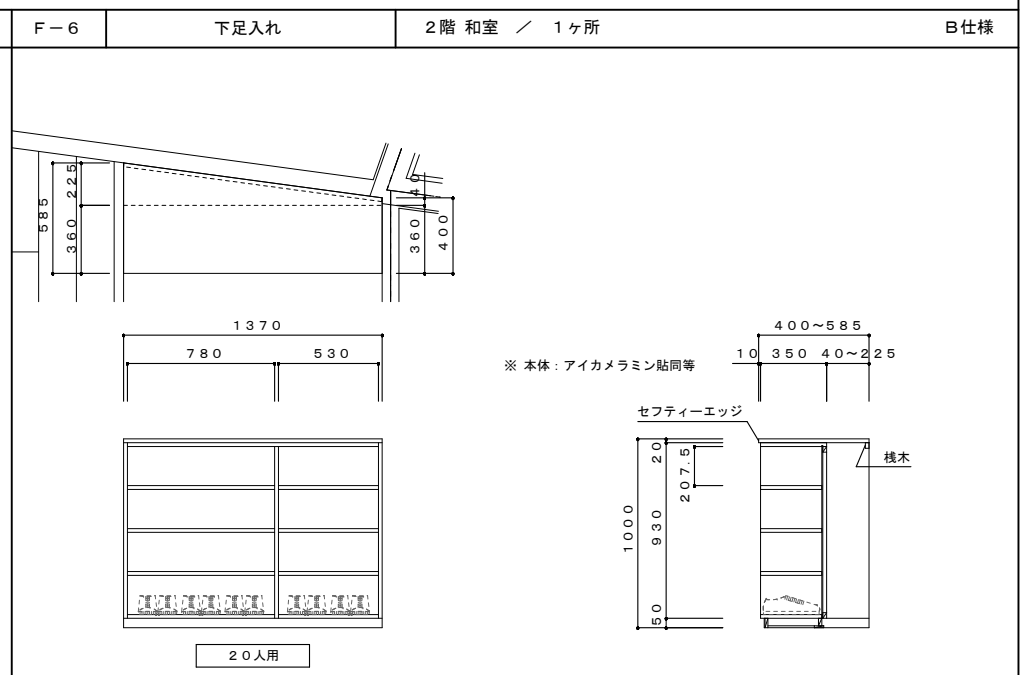 Ｆ－６ 下足入れ ２階 和室 ／ １ヶ所 Ｂ仕様
２２５
５８５
３６０
４０
３６０
４００
１３７０
７８０ ５３０
※ 本体：アイカメラミン貼同等
４００～５８５
１０ ３５０ ４０～２２５
セフティーエッジ
桟木
２０
２０７．５
１０００
９３０
５０
２０人用